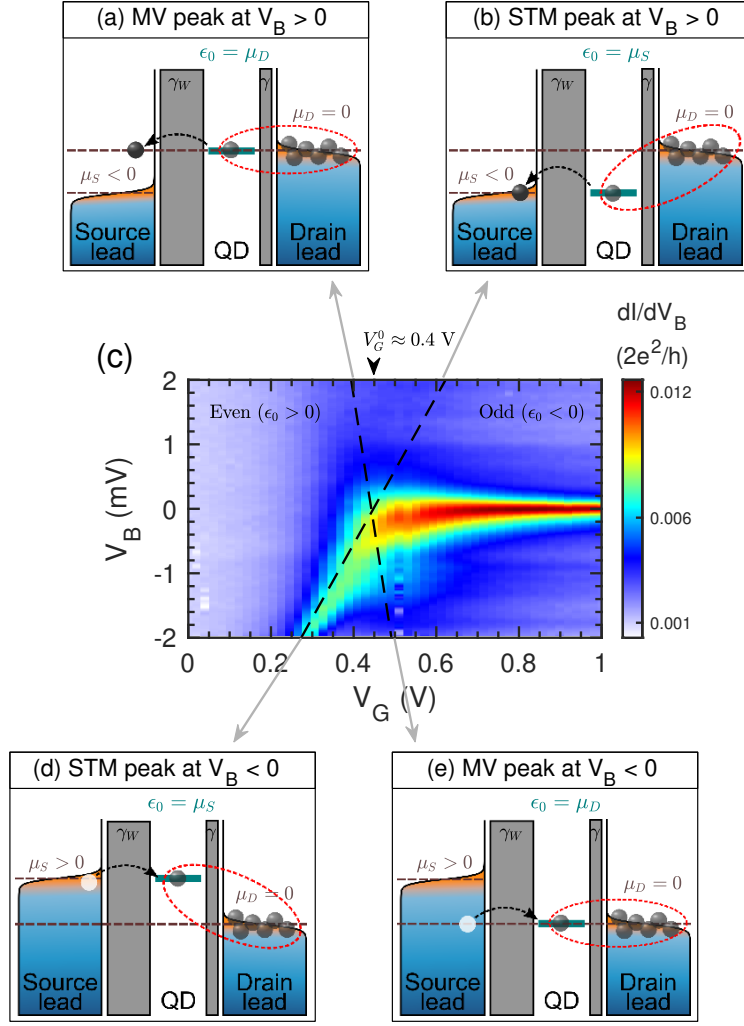 (a) MV peak at V_B > 0
ϵ_0 = μ_D
γ_W
γ
μ_D = 0
μ_S < 0
Source lead
QD
Drain lead
(b) STM peak at V_B > 0
ϵ_0 = μ_S
γ_W
γ
μ_D = 0
μ_S < 0
Source lead
QD
Drain lead
(c)
V_G^0 ≈ 0.4 V
dI/dV_B
(2e²/h)
Even (ϵ_0 > 0)
Odd (ϵ_0 < 0)
V_B (mV)
2
1
0
-1
-2
0
0.2
0.4
0.6
0.8
1
V_G (V)
0.012
0.006
0.001
(d) STM peak at V_B < 0
ϵ_0 = μ_S
γ_W
γ
μ_S > 0
μ_D = 0
Source lead
QD
Drain lead
(e) MV peak at V_B < 0
ϵ_0 = μ_D
γ_W
γ
μ_S > 0
μ_D = 0
Source lead
QD
Drain lead